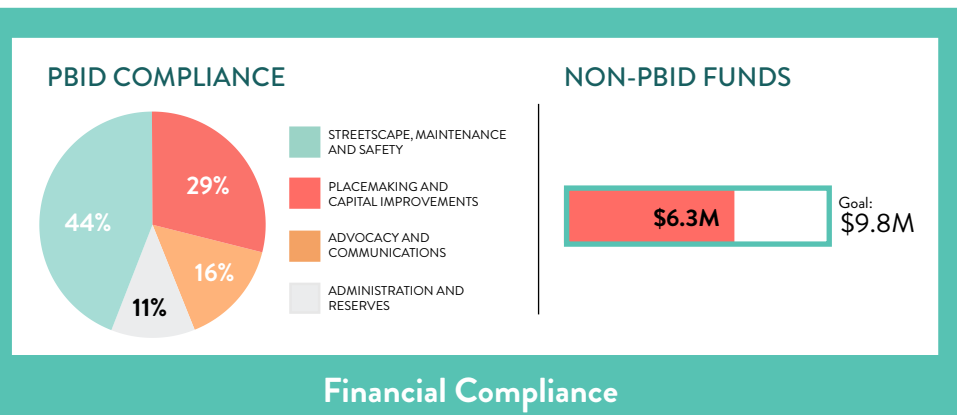 PBID COMPLIANCE
29%
44%
16%
11%
STREETSCAPE, MAINTENANCE
AND SAFETY
PLACEMAKING AND
CAPITAL IMPROVEMENTS
ADVOCACY AND
COMMUNICATIONS
ADMINISTRATION AND
RESERVES
NON-PBID FUNDS
$6.3M
Goal:
$9.8M
Financial Compliance